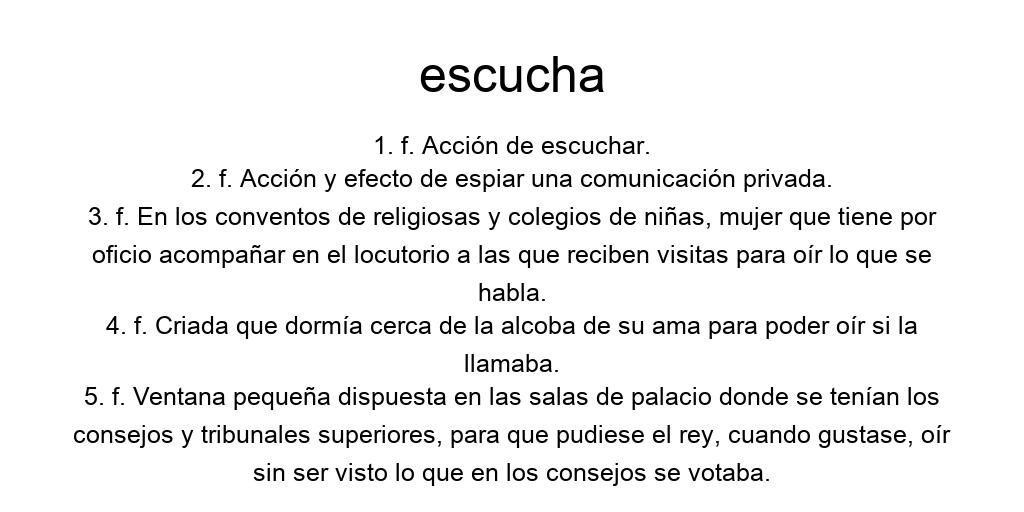 escucha
1. f. Acción de escuchar.
2. f. Acción y efecto de espiar una comunicación privada.
3. f. En los conventos de religiosas y colegios de niñas, mujer que tiene por
oficio acompañar en el locutorio a las que reciben visitas para oír lo que se
habla.
4. f. Criada que dormía cerca de la alcoba de su ama para poder oír si la
llamaba.
5. f. Ventana pequeña dispuesta en las salas de palacio donde se tenían los
consejos y tribunales superiores, para que pudiese el rey, cuando gustase, oír
sin ser visto lo que en los consejos se votaba.